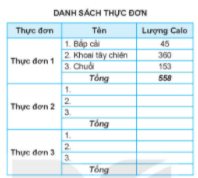 DANH SÁCH THỰC ĐƠN
Thực đơn Tên Lượng Calo
Thực đơn 1
1. Bắp cải 45
2. Khoai tây chiên 360
3. Chuối 153
Tổng 558
Thực đơn 2
1.
2.
3.
Tổng
Thực đơn 3
1.
2.
3.
Tổng